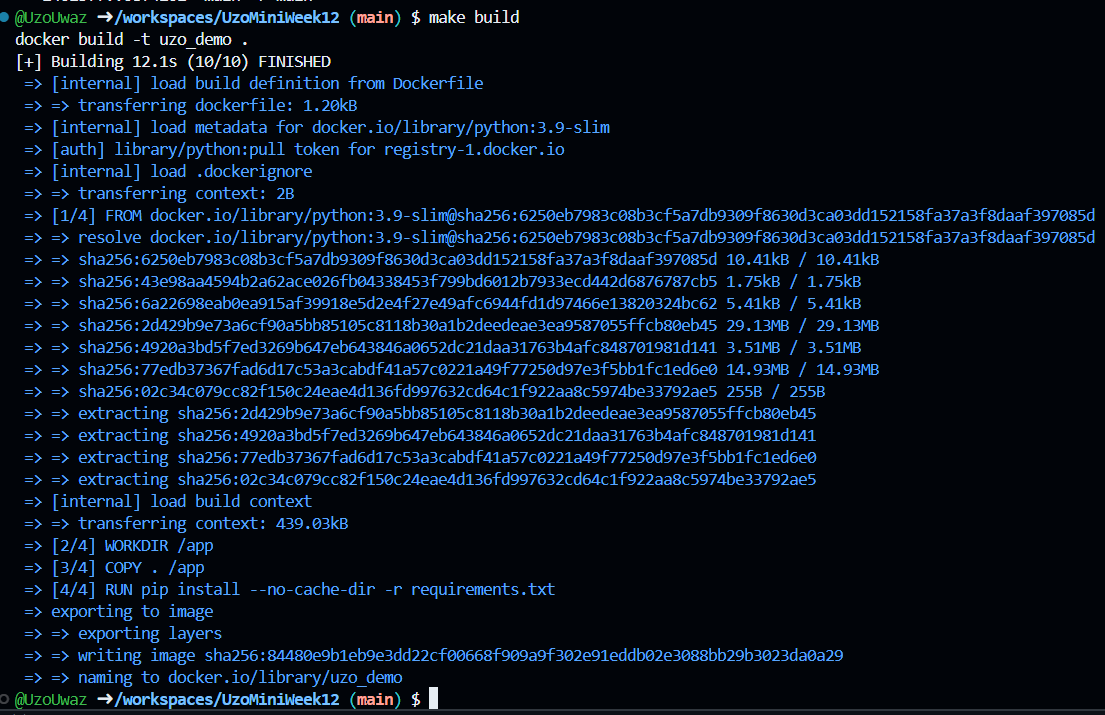 @UzoUwaz ➜/workspaces/UzoMiniWeek12 (main) $ make build
docker build -t uzo_demo .
[+] Building 12.1s (10/10) FINISHED
=> [internal] load build definition from Dockerfile
=> => transferring dockerfile: 1.20kB
=> [internal] load metadata for docker.io/library/python:3.9-slim
=> [auth] library/python:pull token for registry-1.docker.io
=> [internal] load .dockerignore
=> => transferring context: 2B
=> [1/4] FROM docker.io/library/python:3.9-slim@sha256:6250eb7983c08b3cf5a7db9309f8630d3ca03dd152158fa37a3f8daaf397085d
=> => resolve docker.io/library/python:3.9-slim@sha256:6250eb7983c08b3cf5a7db9309f8630d3ca03dd152158fa37a3f8daaf397085d
=> => sha256:6250eb7983c08b3cf5a7db9309f8630d3ca03dd152158fa37a3f8daaf397085d 10.41kB / 10.41kB
=> => sha256:43e98aa4594b2a62ace026fb04338453f799bd6012b7933ecd442d6876787cb5 1.75kB / 1.75kB
=> => sha256:6a22698eab0ea915af39918e5d2e4f27e49afc6944fd1d97466e13820324bc62 5.41kB / 5.41kB
=> => sha256:2d429b9e73a6cf90a5bb85105c8118b30a1b2deedeae3ea9587055ffcb80eb45 29.13MB / 29.13MB
=> => sha256:4920a3bd5f7ed3269b647eb643846a0652dc21daa31763b4afc848701981d141 3.51MB / 3.51MB
=> => sha256:77edb37367fad6d17c53a3cabdf41a57c0221a49f77250d97e3f5bb1fc1ed6e0 14.93MB / 14.93MB
=> => sha256:02c34c079cc82f150c24eae4d136fd997632cd64c1f922aa8c5974be33792ae5 255B / 255B
=> => extracting sha256:2d429b9e73a6cf90a5bb85105c8118b30a1b2deedeae3ea9587055ffcb80eb45
=> => extracting sha256:4920a3bd5f7ed3269b647eb643846a0652dc21daa31763b4afc848701981d141
=> => extracting sha256:77edb37367fad6d17c53a3cabdf41a57c0221a49f77250d97e3f5bb1fc1ed6e0
=> => extracting sha256:02c34c079cc82f150c24eae4d136fd997632cd64c1f922aa8c5974be33792ae5
=> [internal] load build context
=> => transferring context: 439.03kB
=> [2/4] WORKDIR /app
=> [3/4] COPY . /app
=> [4/4] RUN pip install --no-cache-dir -r requirements.txt
=> exporting to image
=> => exporting layers
=> => writing image sha256:84480e9b1eb9e3dd22cf00668f909a9f302e91eddb02e3088bb29b3023da0a29
=> => naming to docker.io/library/uzo_demo
@UzoUwaz ➜/workspaces/UzoMiniWeek12 (main) $